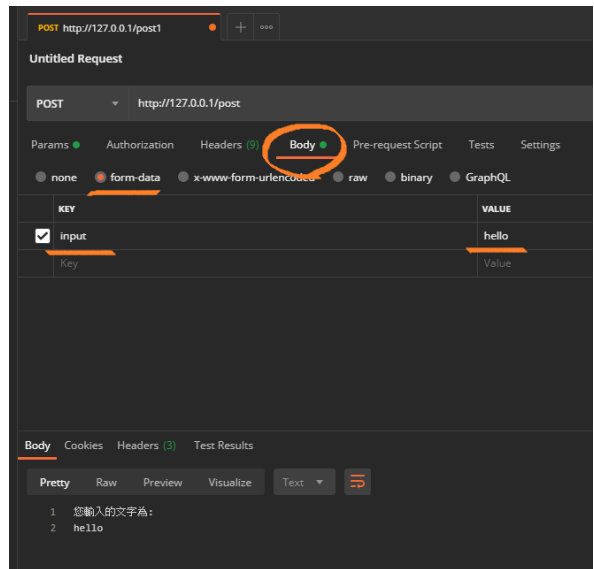 POST http://127.0.0.1/post1
Untitled Request
POST http://127.0.0.1/post
Params Authorization Headers (9) Body Pre-request Script Tests Settings
none form-data x-www-form-urlencoded raw binary GraphQL
KEY VALUE
input hello
Key Value
Body Cookies Headers (3) Test Results
Pretty Raw Preview Visualize Text
1 您輸入的文字為:
2 hello